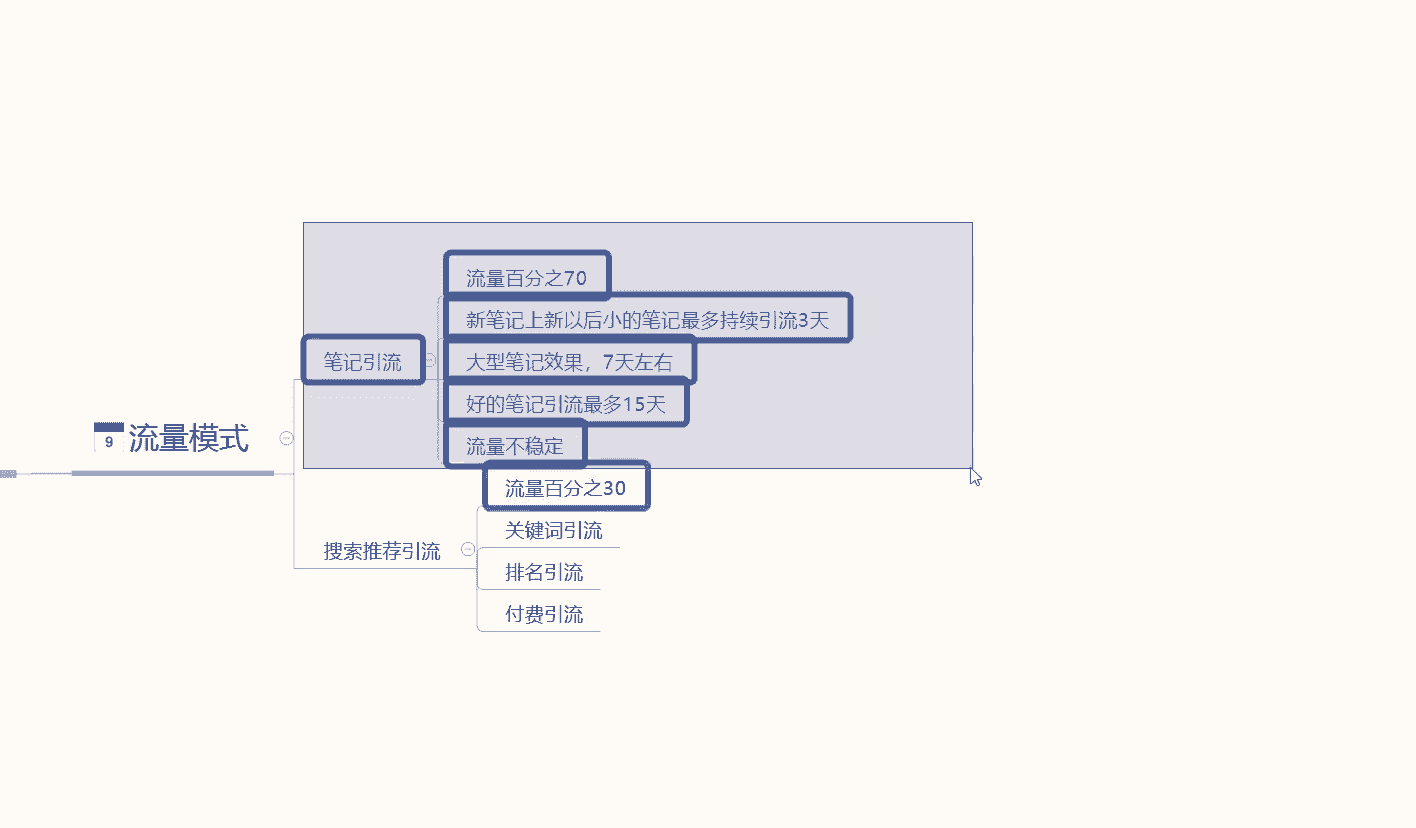 9
流量模式
笔记引流
流量百分之70
新笔记上新以后小的笔记最多持续引流3天
大型笔记效果，7天左右
好的笔记引流最多15天
流量不稳定
搜索推荐引流
流量百分之30
关键词引流
排名引流
付费引流